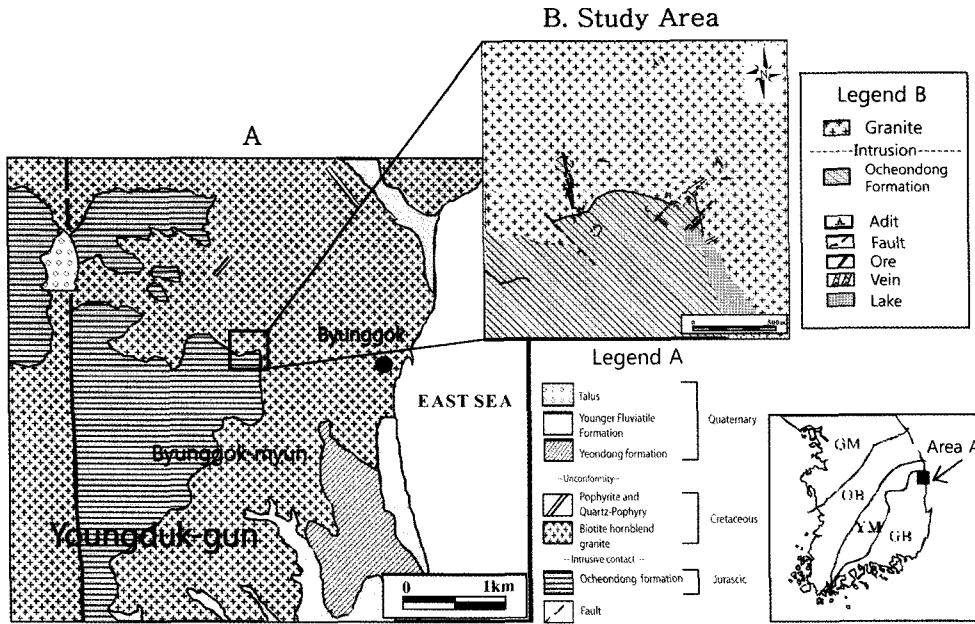 B. Study Area
A
N
Legend B
Granite
Intrusion
Ocheondong
Formation
Adit
Fault
Ore
Vein
Lake
0
Byunggok
EAST SEA
Byunggok-myun
Youngduk-gun
0 1km
Legend A
Talus
Younger Fluviatile
Formation
Yeondong formation
Quaternary
--Unconformity--
Pophyrite and
Quartz-Pophyry
Biotite hornblend
granite
Cretaceous
-- Intrusive contact --
Ocheondong formation
Jurascic
Fault
GM
OB
YM
GB
Area A